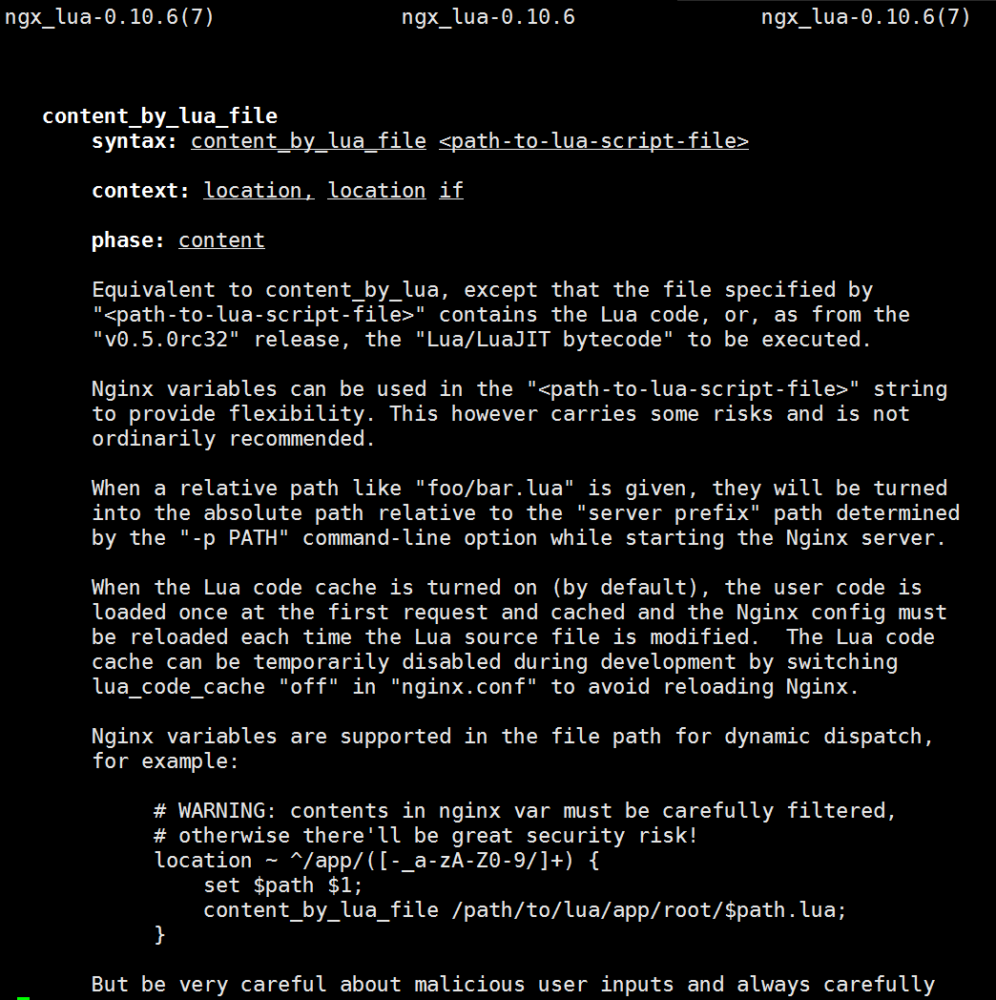 ngx_lua-0.10.6(7) ngx_lua-0.10.6 ngx_lua-0.10.6(7)
content_by_lua_file
syntax: content_by_lua_file <path-to-lua-script-file>
context: location, location if
phase: content
Equivalent to content_by_lua, except that the file specified by
"<path-to-lua-script-file>" contains the Lua code, or, as from the
"v0.5.0rc32" release, the "Lua/LuaJIT bytecode" to be executed.
Nginx variables can be used in the "<path-to-lua-script-file>" string
to provide flexibility. This however carries some risks and is not
ordinarily recommended.
When a relative path like "foo/bar.lua" is given, they will be turned
into the absolute path relative to the "server prefix" path determined
by the "-p PATH" command-line option while starting the Nginx server.
When the Lua code cache is turned on (by default), the user code is
loaded once at the first request and cached and the Nginx config must
be reloaded each time the Lua source file is modified.  The Lua code
cache can be temporarily disabled during development by switching
lua_code_cache "off" in "nginx.conf" to avoid reloading Nginx.
Nginx variables are supported in the file path for dynamic dispatch,
for example:
# WARNING: contents in nginx var must be carefully filtered,
# otherwise there'll be great security risk!
location ~ ^/app/([-_a-zA-Z0-9/]+) {
set $path $1;
content_by_lua_file /path/to/lua/app/root/$path.lua;
}
But be very careful about malicious user inputs and always carefully